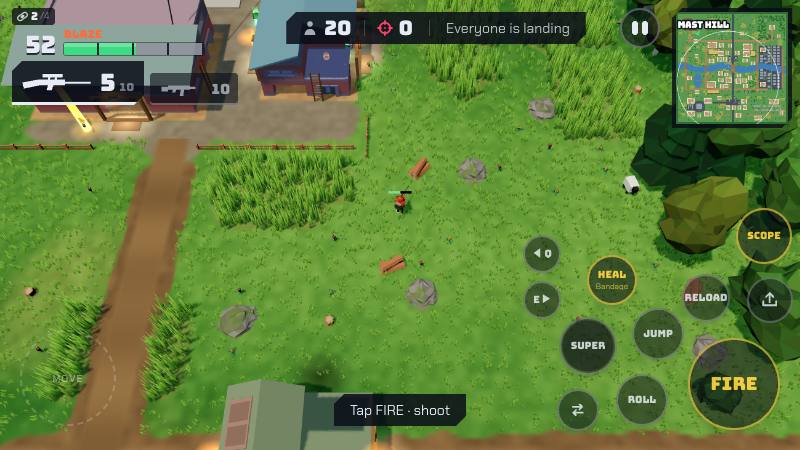 2/4
BLAZE
52
5 10
10
20
0
Everyone is landing
MAST HILL
SCOPE
◀ Q
HEAL
Bandage
E ▶
RELOAD
SUPER
JUMP
MOVE
FIRE
ROLL
Tap FIRE · shoot